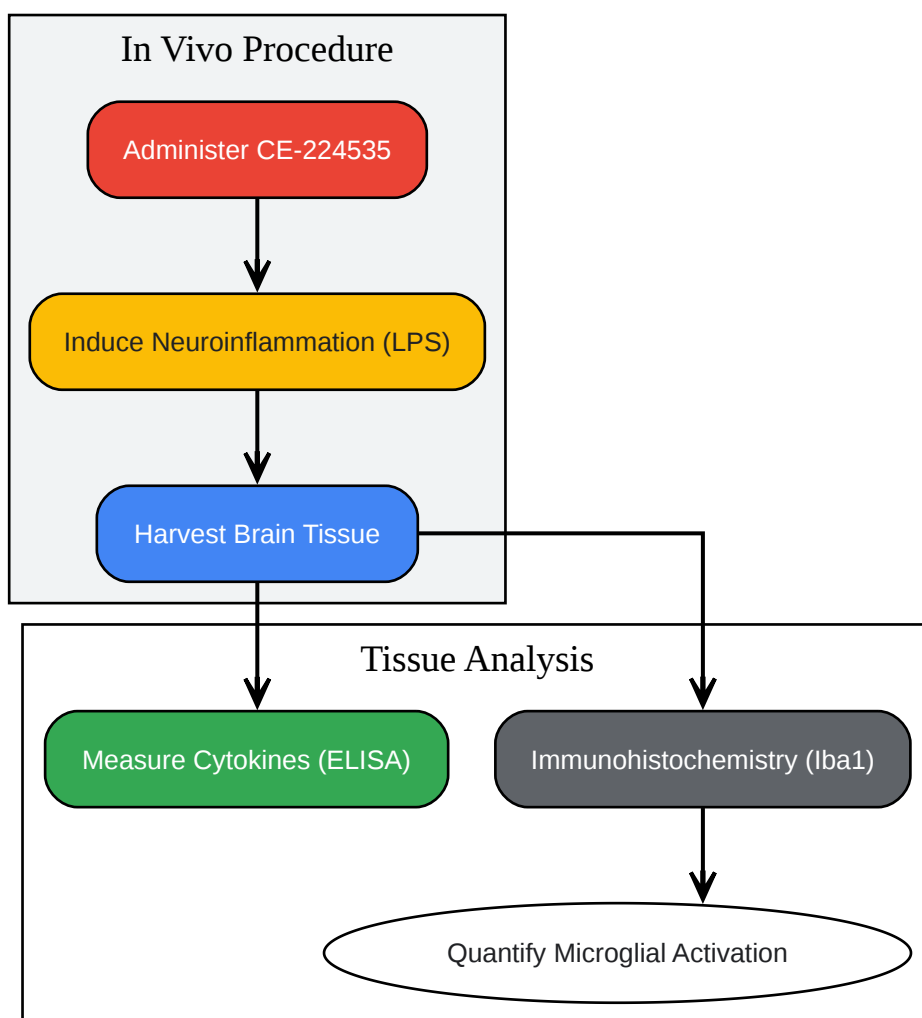 In Vivo Procedure
Administer CE-224535
Induce Neuroinflammation (LPS)
Harvest Brain Tissue
Tissue Analysis
Measure Cytokines (ELISA)
Immunohistochemistry (Iba1)
Quantify Microglial Activation